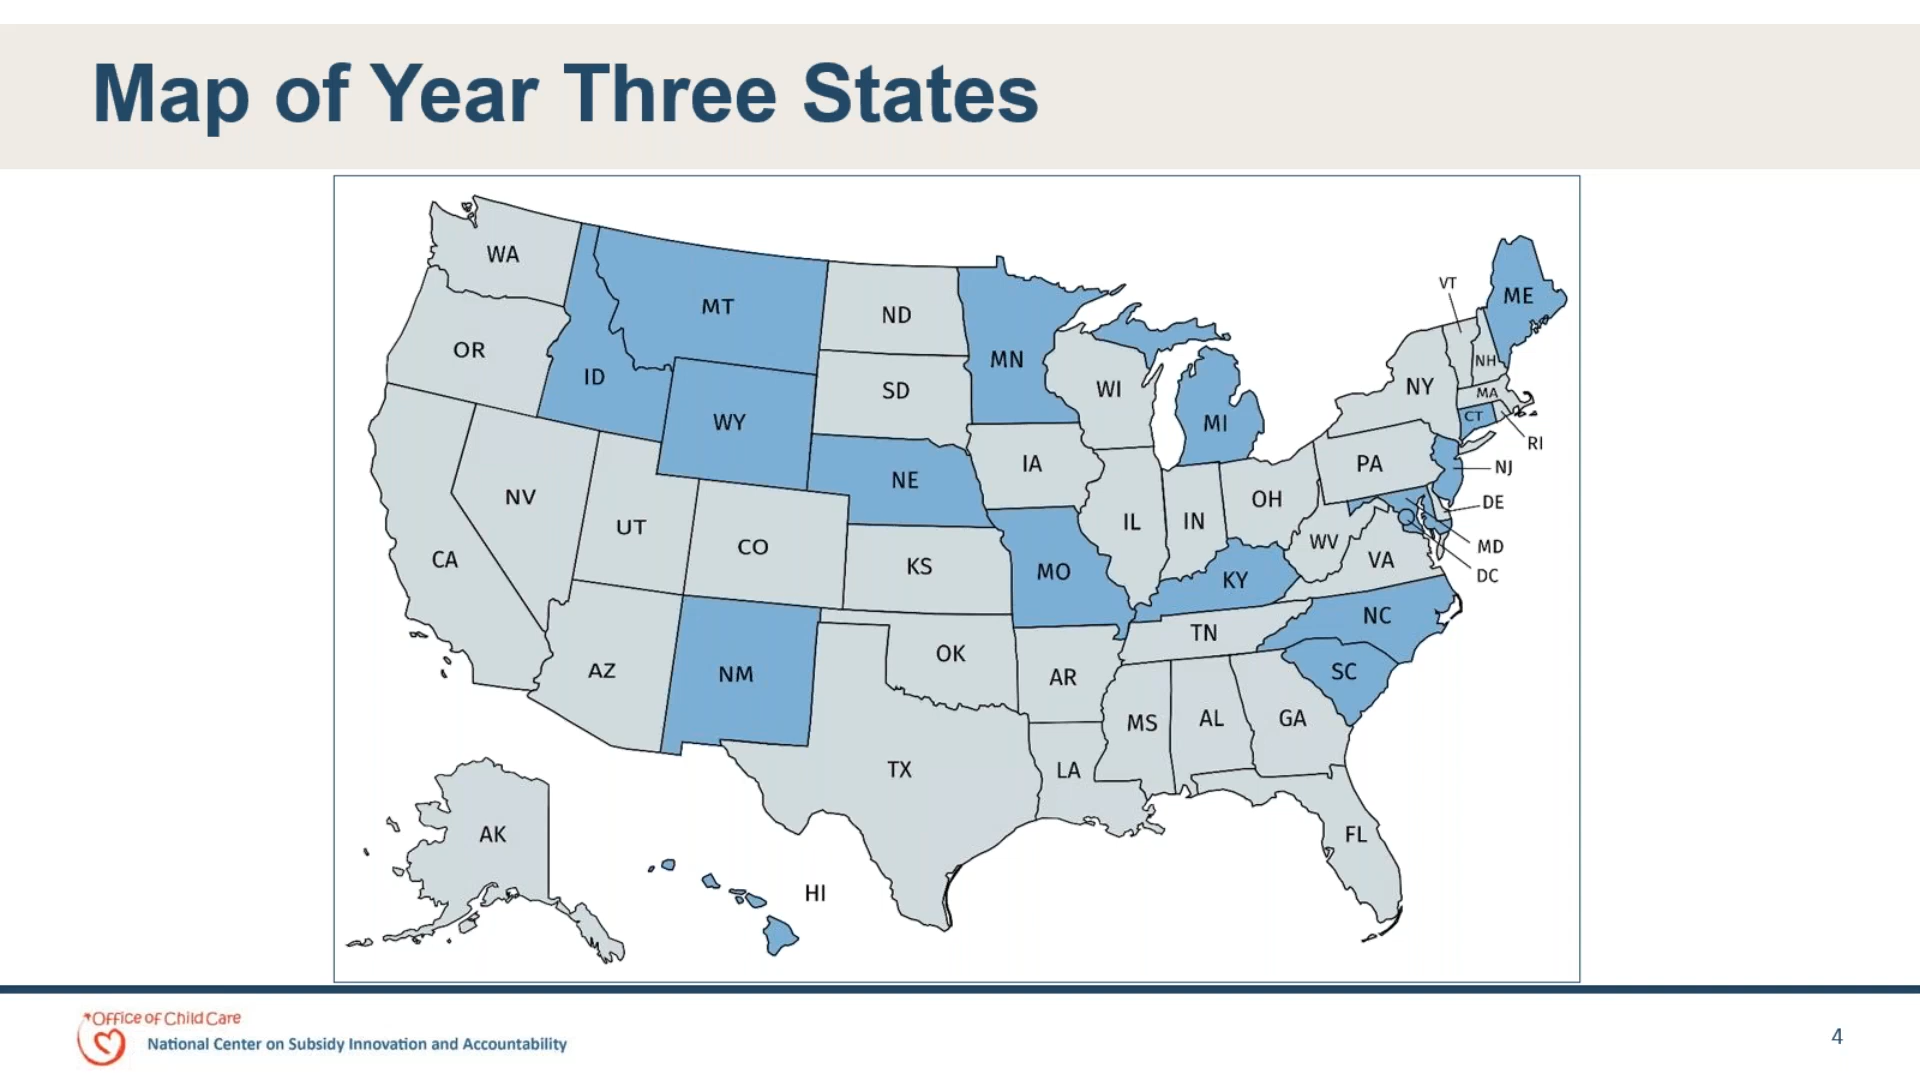 Map of Year Three States
WA
MT
ND
MN
VT
ME
OR
ID
SD
WI
NH
WY
MI
NY
MA
CT
RI
NE
IA
PA
NJ
NV
UT
CO
IL
IN
OH
DE
CA
KS
MO
KY
WV
VA
MD
DC
NC
TN
AZ
NM
OK
AR
SC
MS
AL
GA
TX
LA
AK
HI
FL
Office of Child Care
National Center on Subsidy Innovation and Accountability
4